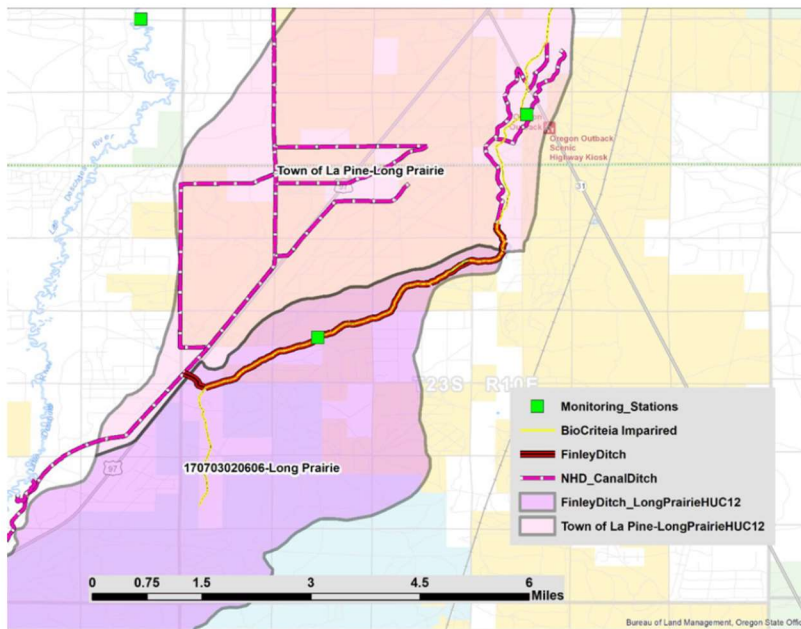 Oregon Outback
Scenic
Highway Kiosk
Town of La Pine-Long Prairie
31
T23S R10E
97
170703020606-Long Prairie
Monitoring_Stations
BioCriteia Imparired
FinleyDitch
NHD_CanalDitch
FinleyDitch_LongPrairieHUC12
Town of La Pine-LongPrairieHUC12
0 0.75 1.5 3 4.5 6
Miles
Bureau of Land Management, Oregon State Offic